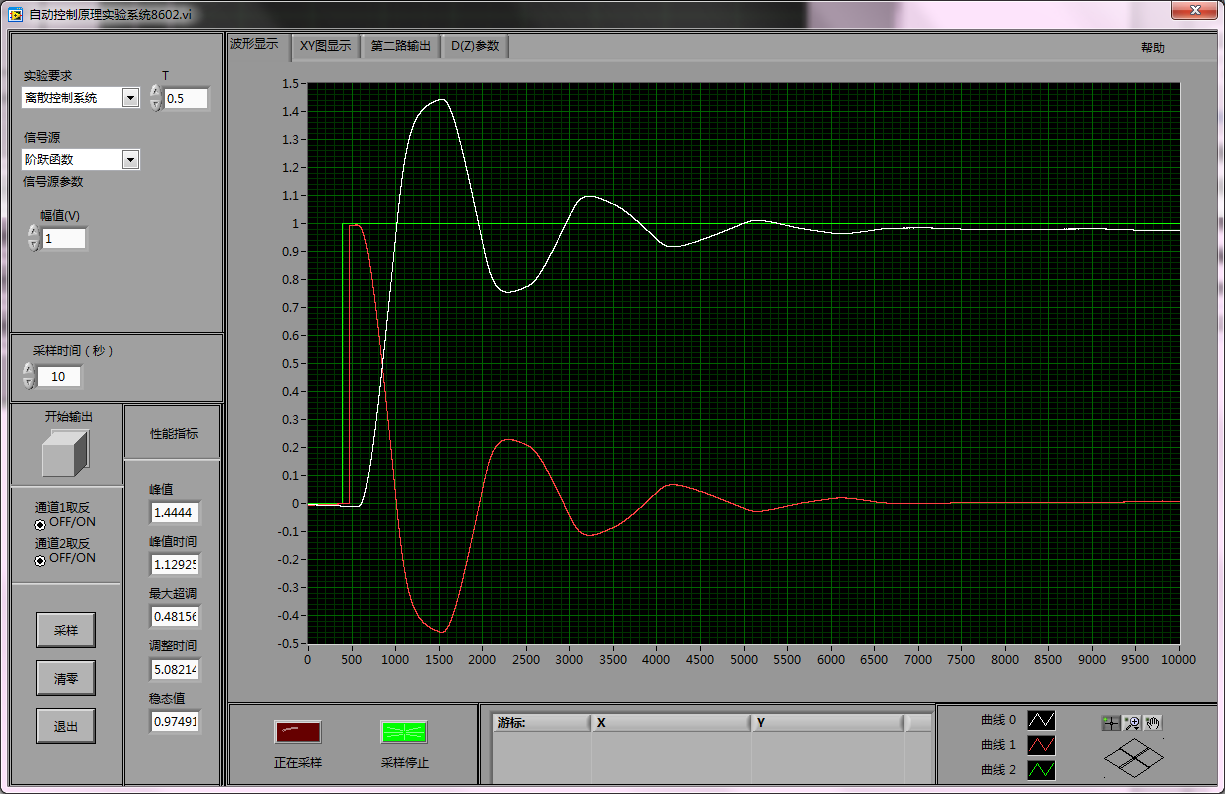 自动控制原理实验系统8602.vi
实验要求
T
离散控制系统
0.5
信号源
阶跃函数
信号源参数
幅值(V)
1
采样时间（秒）
10
开始输出
通道1取反
OFF/ON
通道2取反
OFF/ON
采样
清零
退出
性能指标
峰值
1.4444
峰值时间
1.12925
最大超调
0.48156
调整时间
5.08214
稳态值
0.97491
波形显示
XY图显示
第二路输出
D(Z)参数
帮助
1.5
1.4
1.3
1.2
1.1
1
0.9
0.8
0.7
0.6
0.5
0.4
0.3
0.2
0.1
0
-0.1
-0.2
-0.3
-0.4
-0.5
0 500 1000 1500 2000 2500 3000 3500 4000 4500 5000 5500 6000 6500 7000 7500 8000 8500 9000 9500 10000
正在采样
采样停止
游标:
X
Y
曲线 0
曲线 1
曲线 2